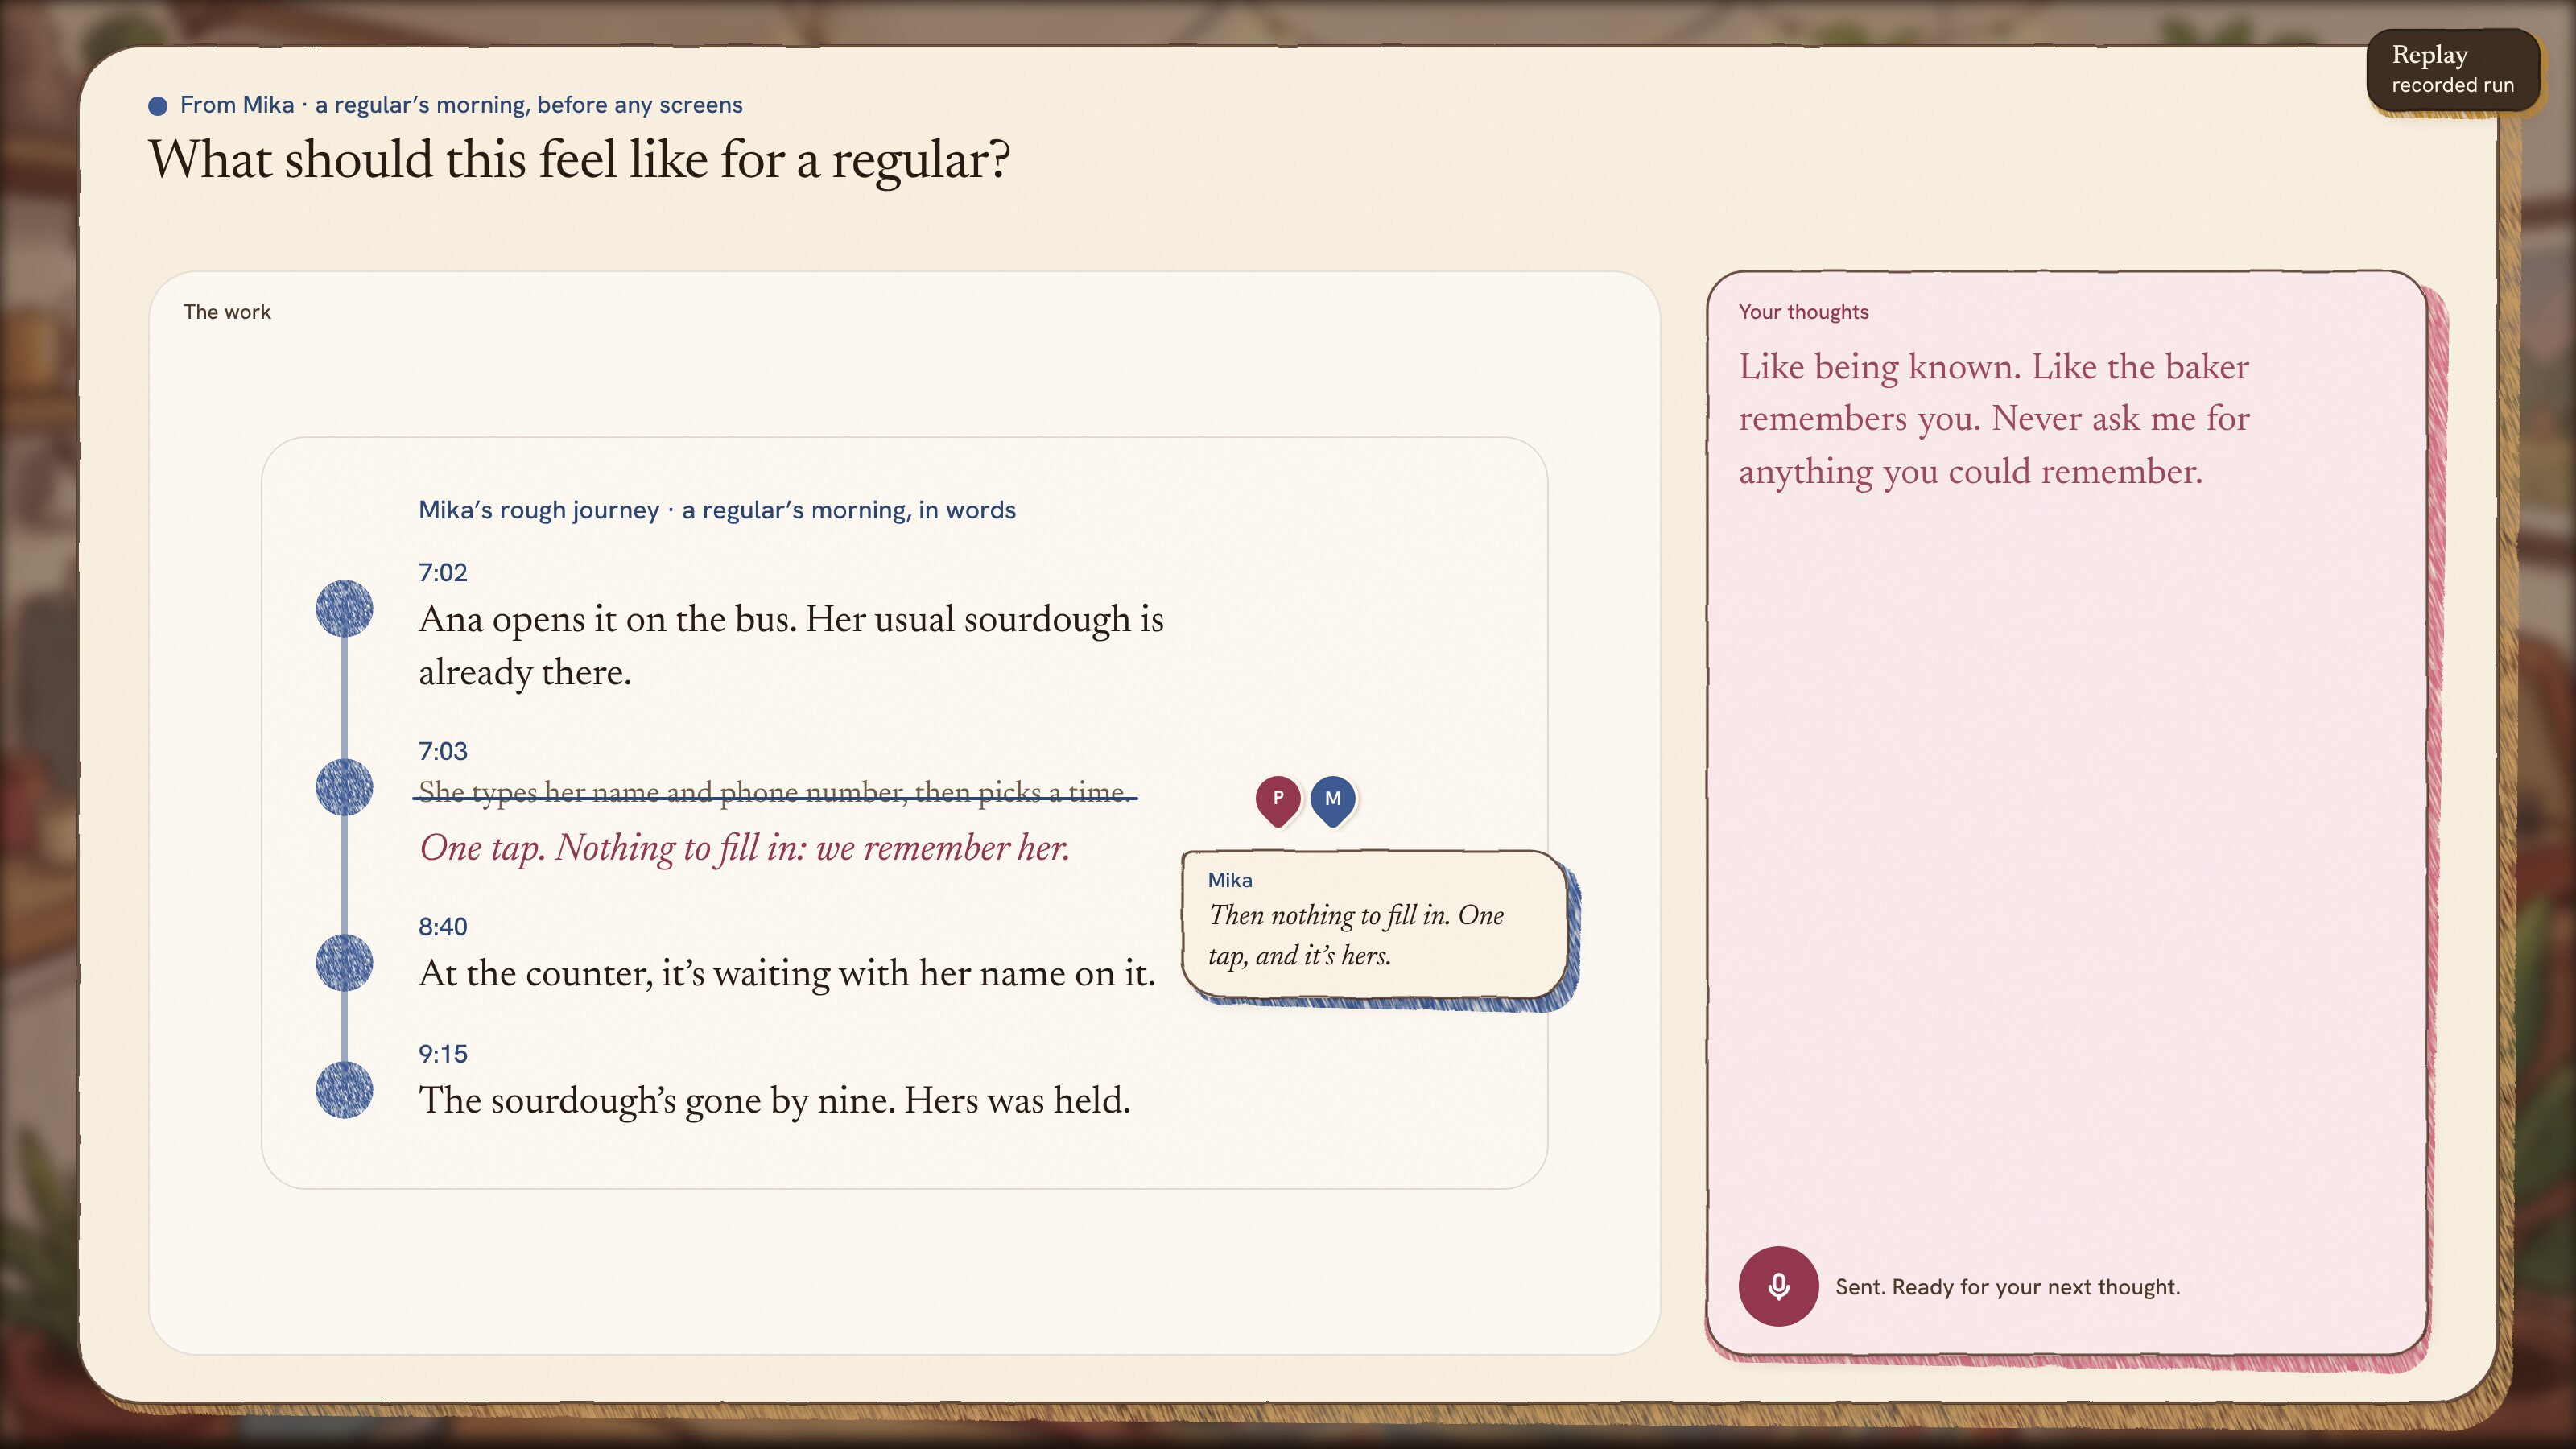 Replay
recorded run
From Mika · a regular’s morning, before any screens
What should this feel like for a regular?
The work
Mika’s rough journey · a regular’s morning, in words
7:02
Ana opens it on the bus. Her usual sourdough is
already there.
7:03
She types her name and phone number, then picks a time.
One tap. Nothing to fill in: we remember her.
P M
Mika
Then nothing to fill in. One
tap, and it’s hers.
8:40
At the counter, it’s waiting with her name on it.
9:15
The sourdough’s gone by nine. Hers was held.
Your thoughts
Like being known. Like the baker
remembers you. Never ask me for
anything you could remember.
Sent. Ready for your next thought.